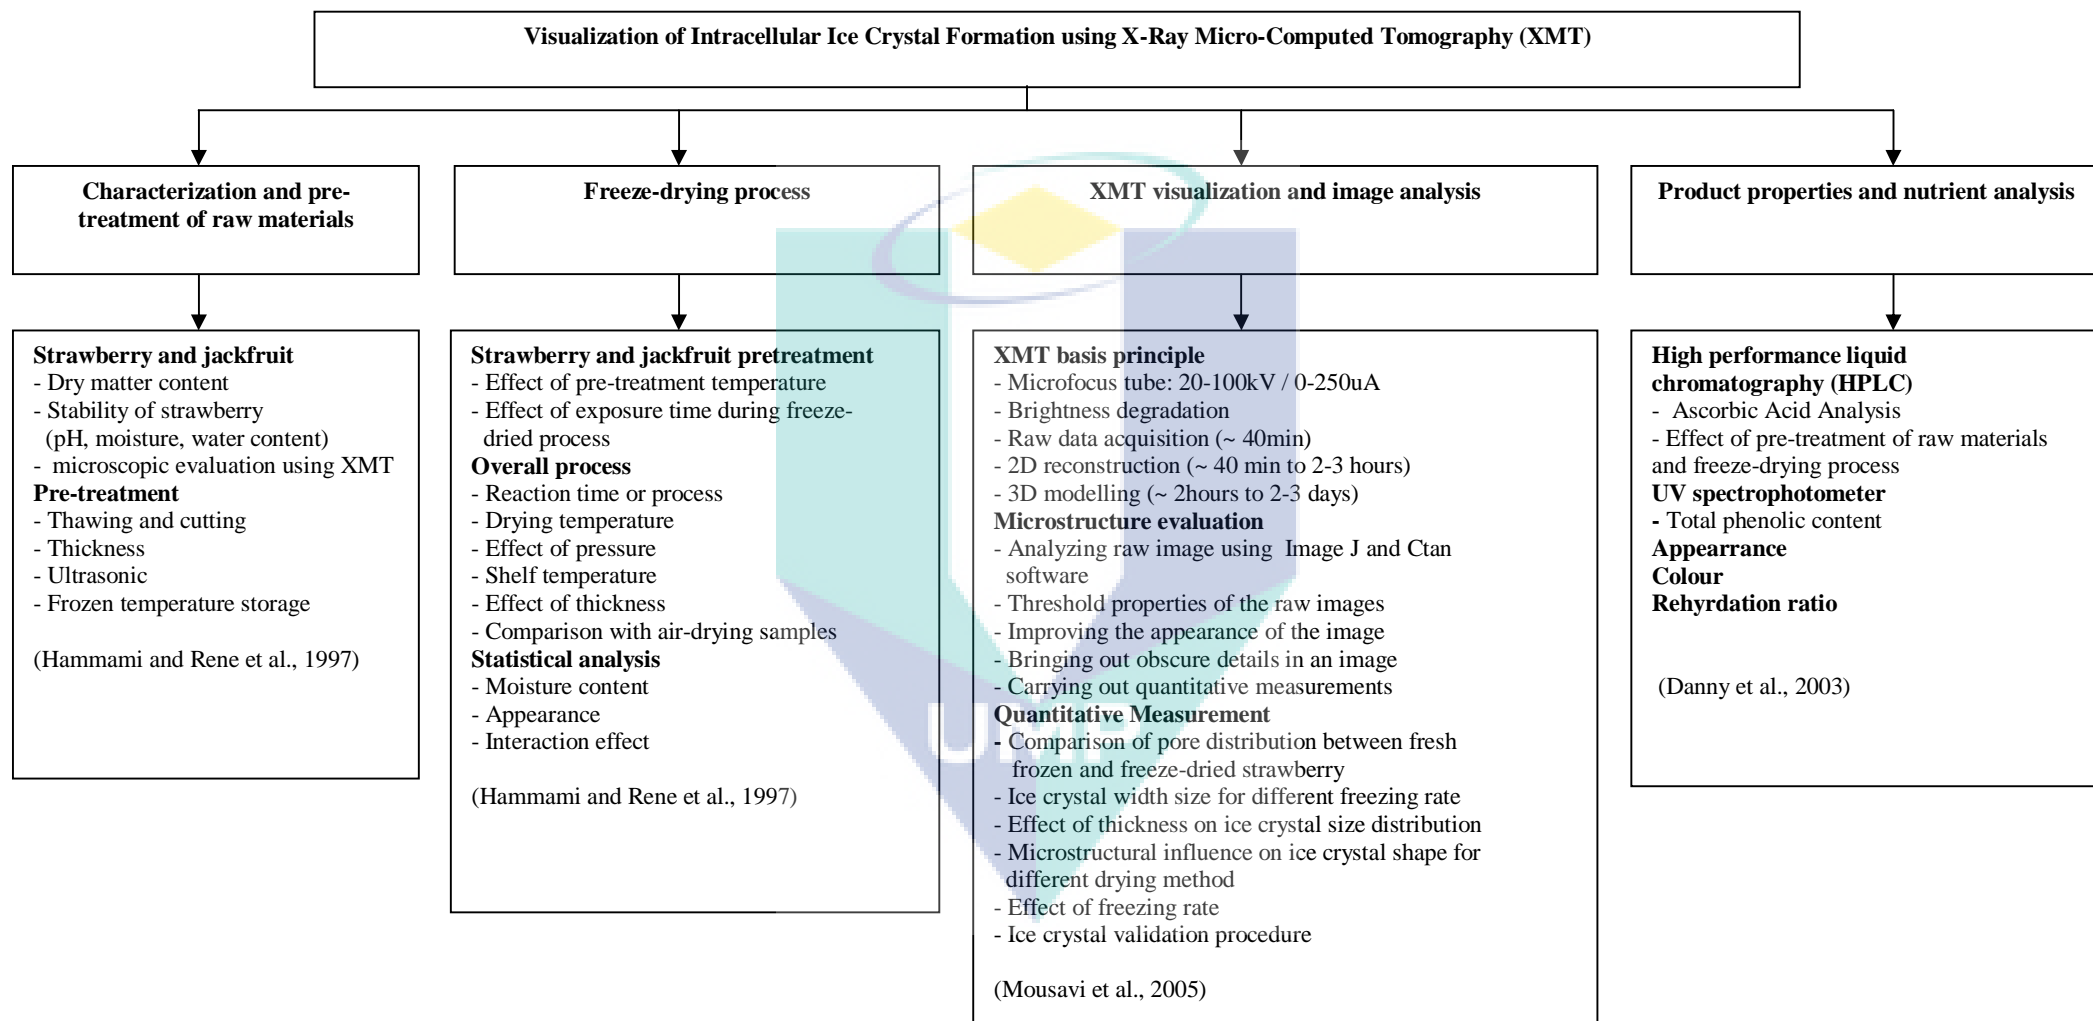 Visualization of Intracellular Ice Crystal Formation using X-Ray Micro-Computed Tomography (XMT)
Characterization and pre-
treatment of raw materials
Freeze-drying process
XMT visualization and image analysis
Product properties and nutrient analysis
Strawberry and jackfruit
- Dry matter content
- Stability of strawberry
(pH, moisture, water content)
- microscopic evaluation using XMT
Pre-treatment
- Thawing and cutting
- Thickness
- Ultrasonic
- Frozen temperature storage
(Hammami and Rene et al., 1997)
Strawberry and jackfruit pretreatment
- Effect of pre-treatment temperature
- Effect of exposure time during freeze-
dried process
Overall process
- Reaction time or process
- Drying temperature
- Effect of pressure
- Shelf temperature
- Effect of thickness
- Comparison with air-drying samples
Statistical analysis
- Moisture content
- Appearance
- Interaction effect
(Hammami and Rene et al., 1997)
XMT basis principle
- Microfocus tube: 20-100kV / 0-250uA
- Brightness degradation
- Raw data acquisition (~ 40min)
- 2D reconstruction (~ 40 min to 2-3 hours)
- 3D modelling (~ 2hours to 2-3 days)
Microstructure evaluation
- Analyzing raw image using Image J and Ctan
software
- Threshold properties of the raw images
- Improving the appearance of the image
- Bringing out obscure details in an image
- Carrying out quantitative measurements
Quantitative Measurement
- Comparison of pore distribution between fresh
frozen and freeze-dried strawberry
- Ice crystal width size for different freezing rate
- Effect of thickness on ice crystal size distribution
- Microstructural influence on ice crystal shape for
different drying method
- Effect of freezing rate
- Ice crystal validation procedure
(Mousavi et al., 2005)
High performance liquid
chromatography (HPLC)
- Ascorbic Acid Analysis
- Effect of pre-treatment of raw materials
and freeze-drying process
UV spectrophotometer
- Total phenolic content
Appearrance
Colour
Rehyrdation ratio
(Danny et al., 2003)
UMP